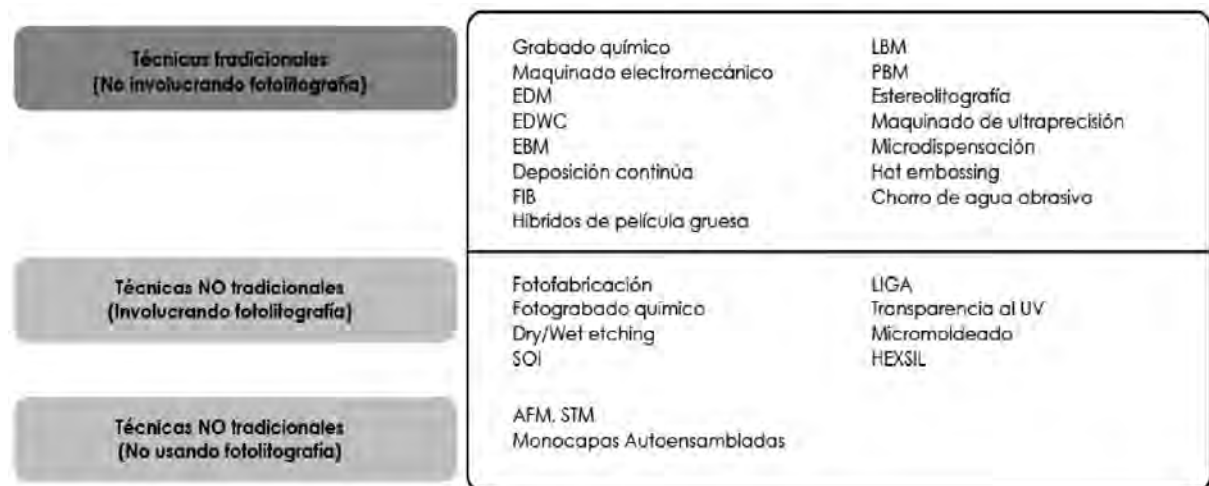 Técnicas tradicionales
(No involucrando fotolitografía)
Grabado químico
Maquinado electromecánico
EDM
EDWC
EBM
Deposición continúa
FIB
Híbridos de película gruesa
LBM
PBM
Estereolitografía
Maquinado de ultraprecisión
Microdispensación
Hot embossing
Chorro de agua abrasivo
Técnicas NO tradicionales
(Involucrando fotolitografía)
Fotofabricación
Fotograbado químico
Dry/Wet etching
SOI
LIGA
Transparencia al UV
Micromoldeado
HEXSIL
Técnicas NO tradicionales
(No usando fotolitografía)
AFM, STM
Monocapas Autoensambladas